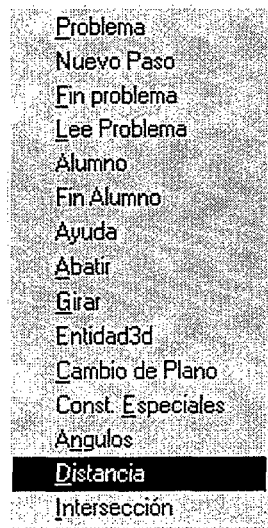 Problema
Nuevo Paso
Fin problema
Lee Problema
Alumno
Fin Alumno
Ayuda
Abatir
Girar
Entidad3d
Cambio de Plano
Const. Especiales
Angulos
Distancia
Intersección